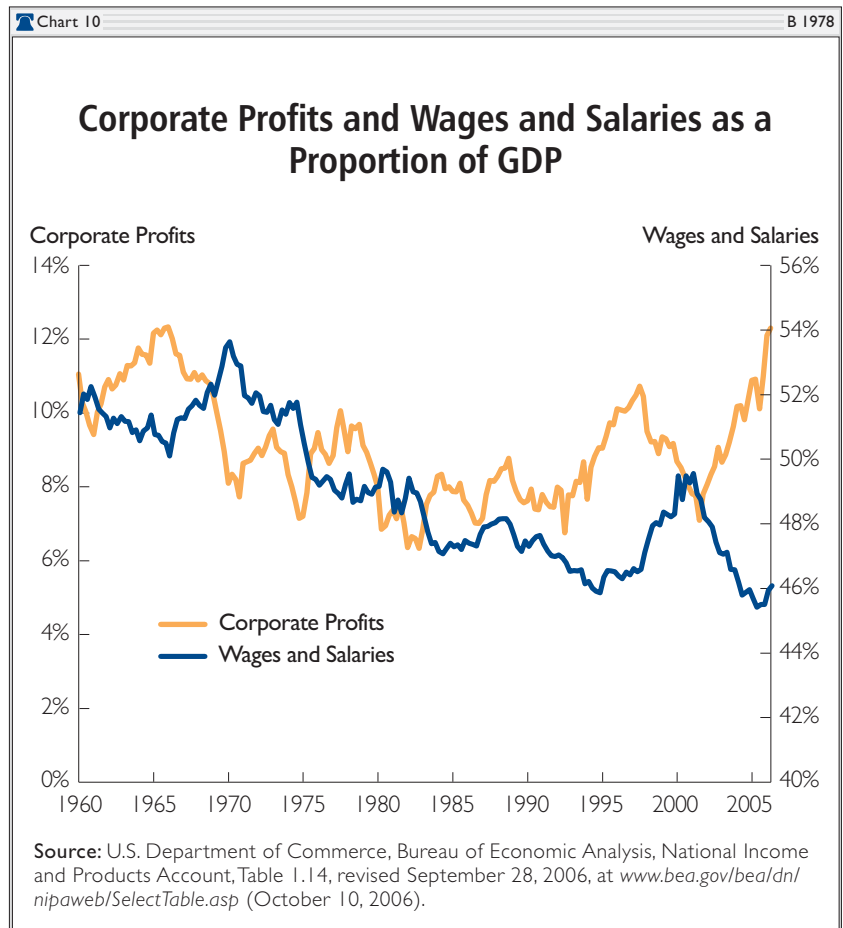 Chart 10 B 1978
Corporate Profits and Wages and Salaries as a
Proportion of GDP
Corporate Profits Wages and Salaries
14% 56%
12% 54%
10% 52%
8% 50%
6% 48%
4% 46%
2% 44%
0% 42%
40%
Corporate Profits
Wages and Salaries
1960 1965 1970 1975 1980 1985 1990 1995 2000 2005
Source: U.S. Department of Commerce, Bureau of Economic Analysis, National Income
and Products Account, Table 1.14, revised September 28, 2006, at www.bea.gov/bea/dn/
nipaweb/SelectTable.asp (October 10, 2006).